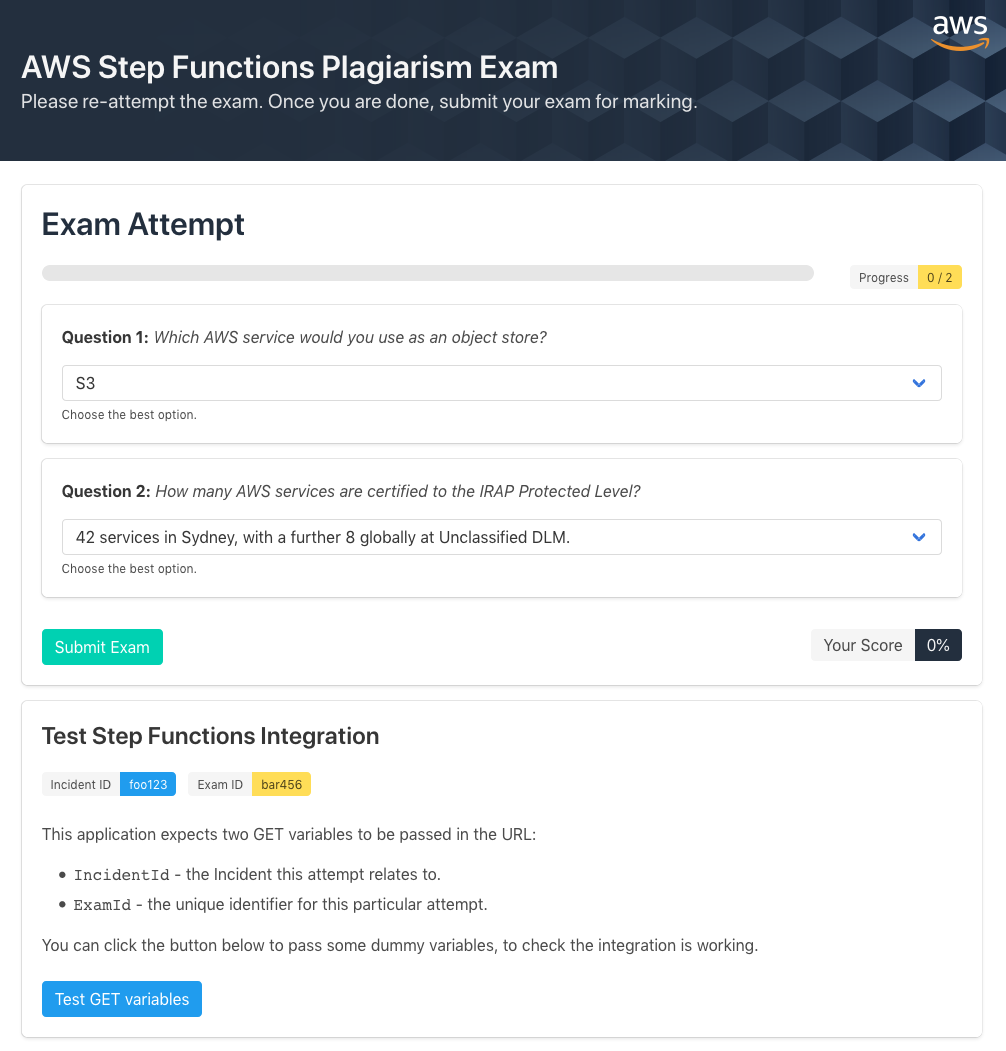 aws
AWS Step Functions Plagiarism Exam
Please re-attempt the exam. Once you are done, submit your exam for marking.
Exam Attempt
Progress 0 / 2
Question 1: Which AWS service would you use as an object store?
S3
Choose the best option.
Question 2: How many AWS services are certified to the IRAP Protected Level?
42 services in Sydney, with a further 8 globally at Unclassified DLM.
Choose the best option.
Submit Exam
Your Score 0%
Test Step Functions Integration
Incident ID foo123 Exam ID bar456
This application expects two GET variables to be passed in the URL:
• IncidentId - the Incident this attempt relates to.
• ExamId - the unique identifier for this particular attempt.
You can click the button below to pass some dummy variables, to check the integration is working.
Test GET variables